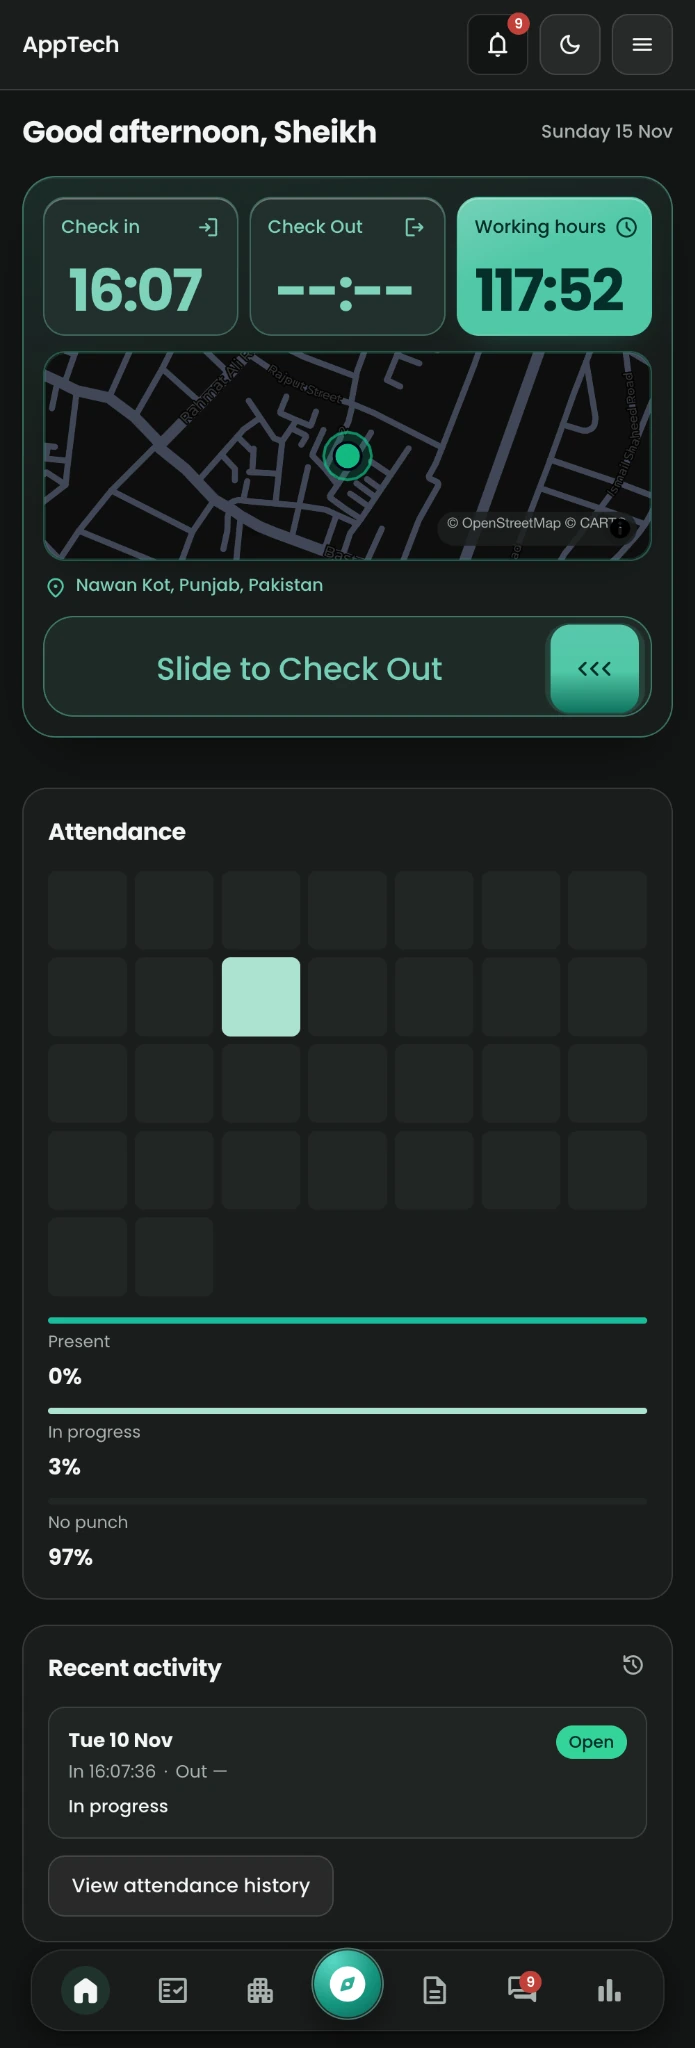 AppTech
9
Good afternoon, Sheikh
Sunday 15 Nov
Check in
16:07
Check Out
--:--
Working hours
117:52
Rajput Street
© OpenStreetMap © CART
Nawan Kot, Punjab, Pakistan
Slide to Check Out
Attendance
Present
0%
In progress
3%
No punch
97%
Recent activity
Tue 10 Nov
Open
In 16:07:36 · Out —
In progress
View attendance history
9